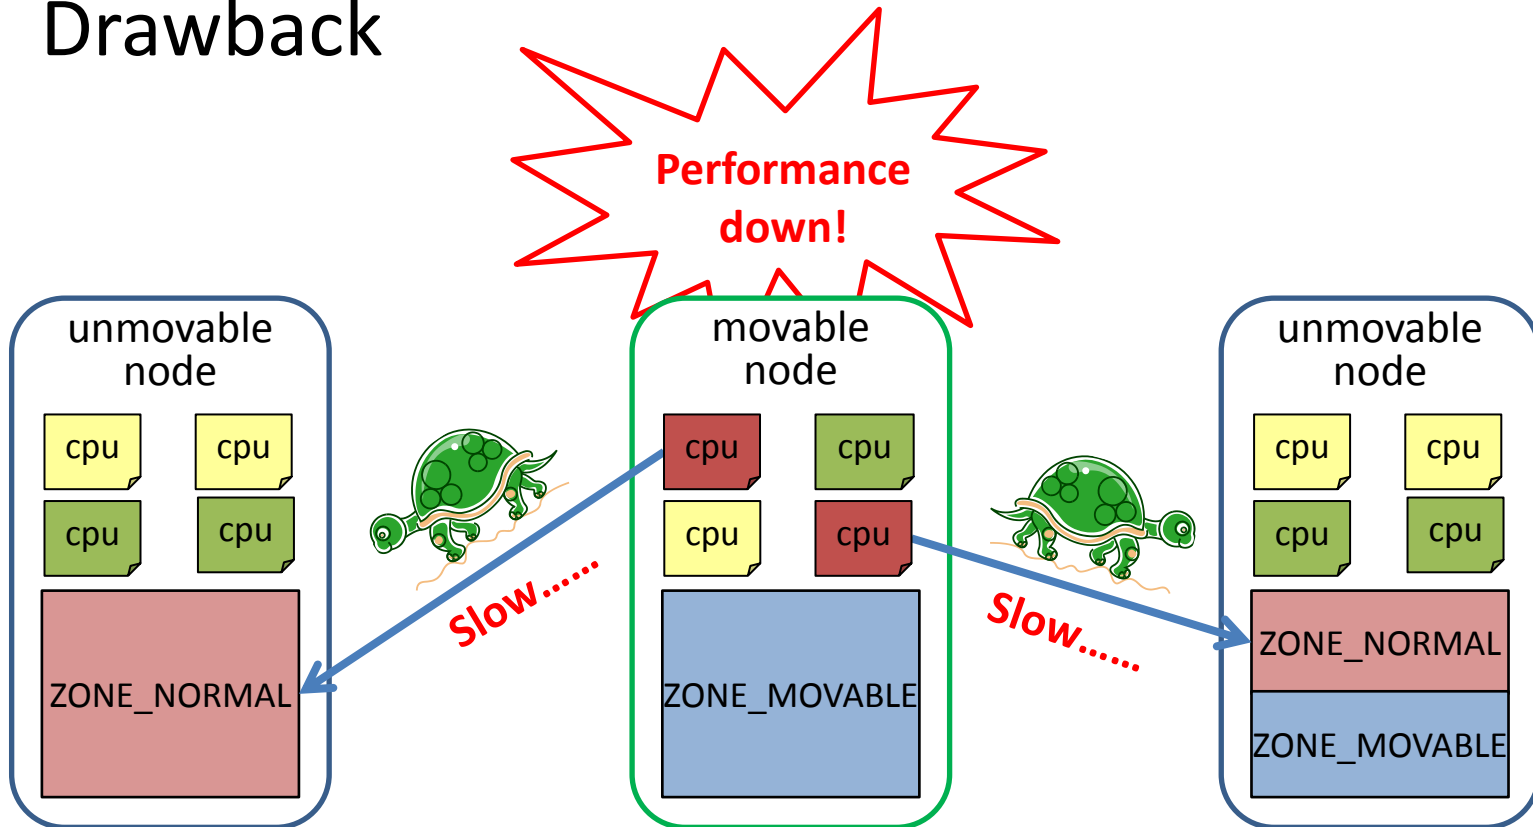 Drawback
Performance
down!
unmovable
node
cpu
cpu
cpu
cpu
ZONE_NORMAL
Slow......
movable
node
cpu
cpu
cpu
cpu
ZONE_MOVABLE
Slow......
unmovable
node
cpu
cpu
cpu
cpu
ZONE_NORMAL
ZONE_MOVABLE